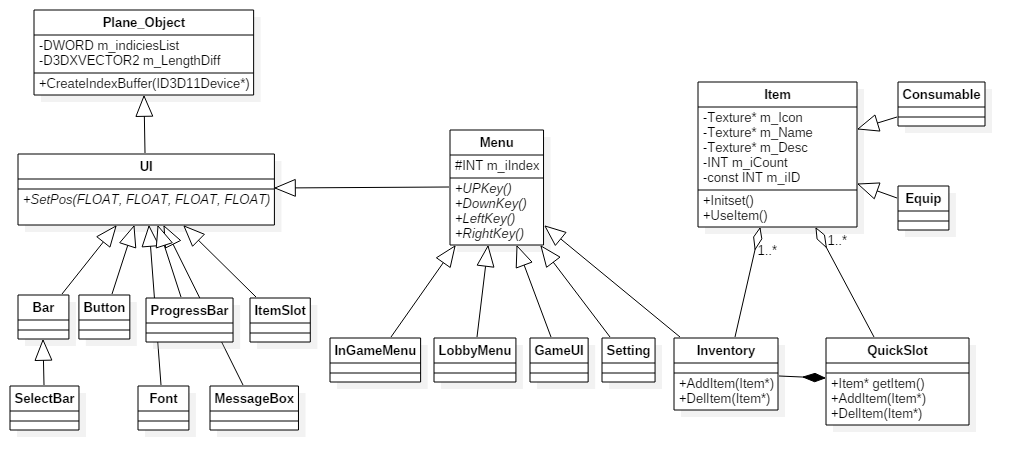 Plane_Object
-DWORD m_indiciesList
-D3DXVECTOR2 m_LengthDiff
+CreateIndexBuffer(ID3D11Device*)
UI
+SetPos(FLOAT, FLOAT, FLOAT, FLOAT)
Menu
#INT m_iIndex
+UPKey()
+DownKey()
+LeftKey()
+RightKey()
Item
-Texture* m_Icon
-Texture* m_Name
-Texture* m_Desc
-INT m_iCount
-const INT m_iID
+Initset()
+UseItem()
Consumable
Equip
1..*
1..*
Bar
Button
ProgressBar
ItemSlot
SelectBar
Font
MessageBox
InGameMenu
LobbyMenu
GameUI
Setting
Inventory
+AddItem(Item*)
+DelItem(Item*)
QuickSlot
+Item* getItem()
+AddItem(Item*)
+DelItem(Item*)